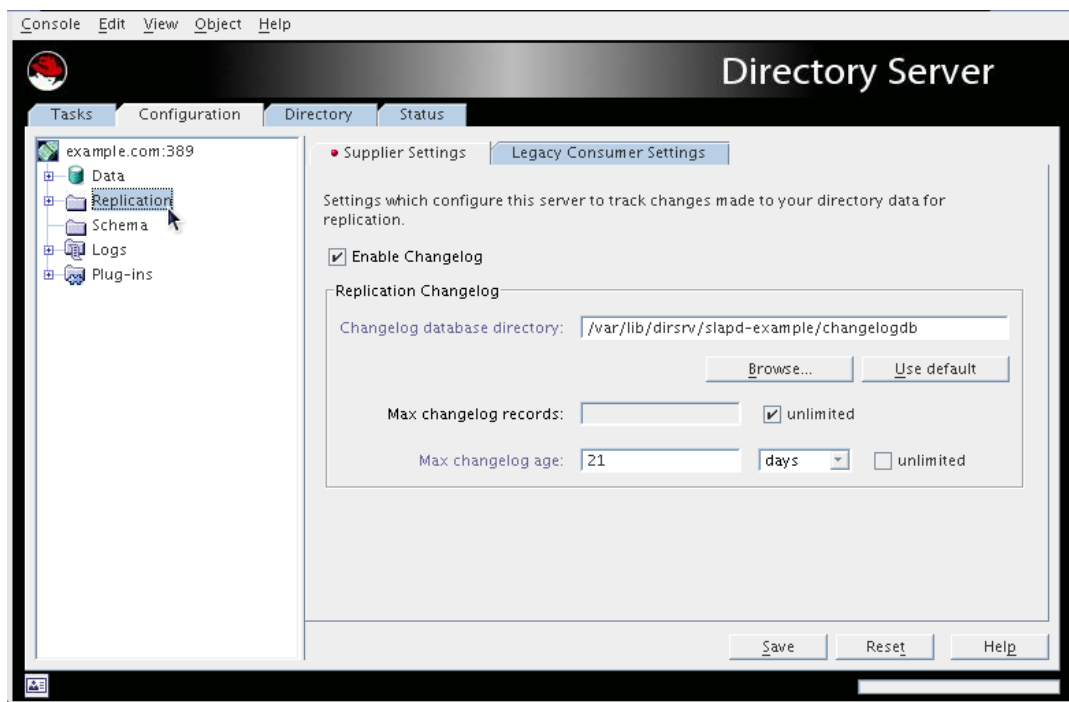 Console Edit View Object Help
Directory Server
Tasks Configuration Directory Status
example.com:389
Data
Replication
Schema
Logs
Plug-ins
Supplier Settings Legacy Consumer Settings
Settings which configure this server to track changes made to your directory data for
replication.
Enable Changelog
Replication Changelog
Changelog database directory: /var/lib/dirsrv/slapd-example/changelogdb
Browse... Use default
Max changelog records: unlimited
Max changelog age: 21 days unlimited
Save Reset Help